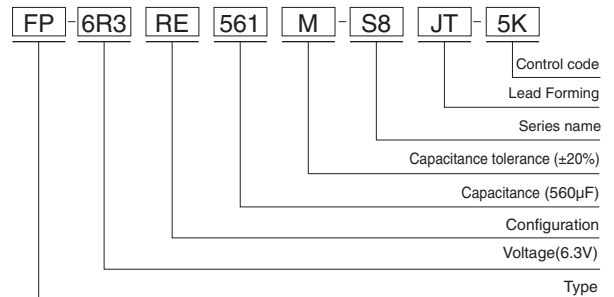 FP-6R3 RE 561 M-S8 JT-5K
Control code
Lead Forming
Series name
Capacitance tolerance (±20%)
Capacitance (560μF)
Configuration
Voltage(6.3V)
Type